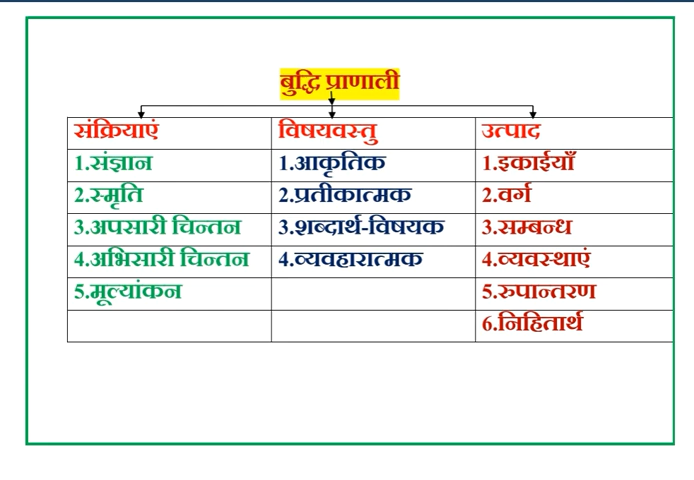 बुद्धि प्राणाली
संक्रियाएं विषयवस्तु उत्पाद
1.संज्ञान 1.आकृतिक 1.इकाईयाँ
2.स्मृति 2.प्रतीकात्मक 2.वर्ग
3.अपसारी चिन्तन 3.शब्दार्थ-विषयक 3.सम्बन्ध
4.अभिसारी चिन्तन 4.व्यवहारात्मक 4.व्यवस्थाएं
5.मूल्यांकन 5.रुपान्तरण
6.निहितार्थ